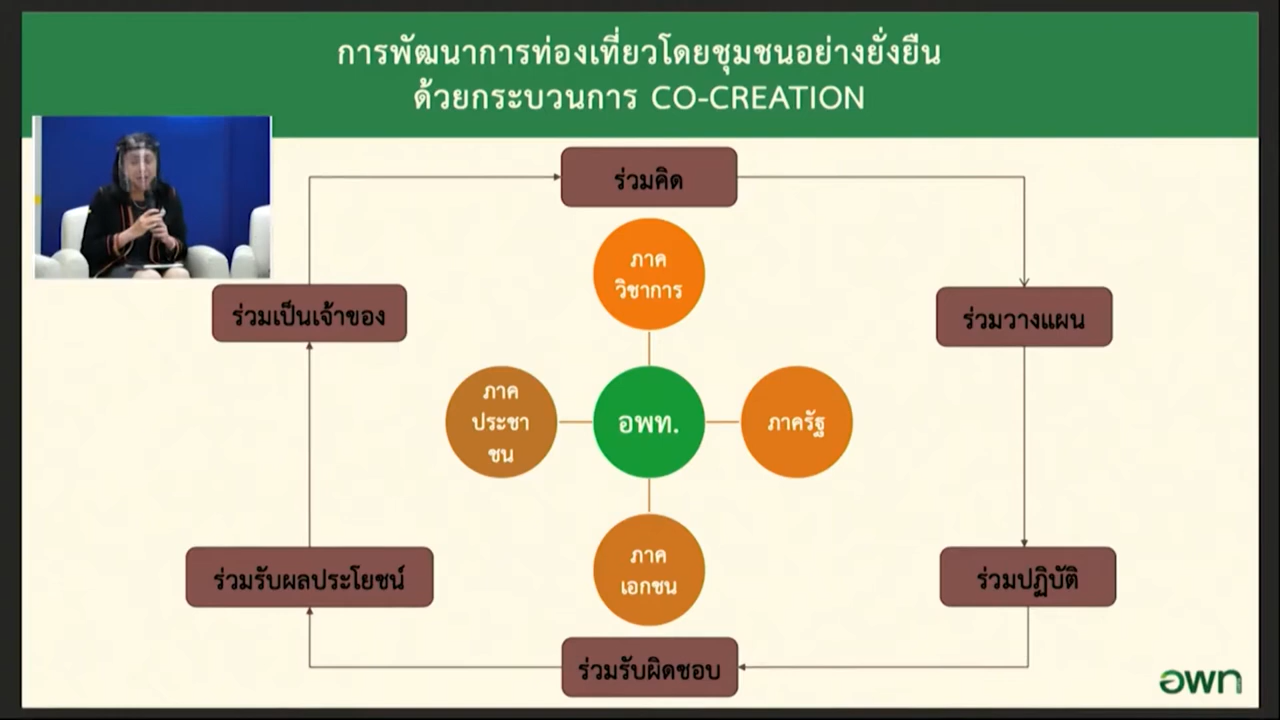 การพัฒนาการท่องเที่ยวโดยชุมชนอย่างยั่งยืน
ด้วยกระบวนการ CO-CREATION
ร่วมคิด
ภาค
วิชาการ
ร่วมเป็นเจ้าของ
ร่วมวางแผน
ภาค
ประชา
ชน
อพท.
ภาครัฐ
ภาค
เอกชน
ร่วมรับผลประโยชน์
ร่วมปฏิบัติ
ร่วมรับผิดชอบ
อพท